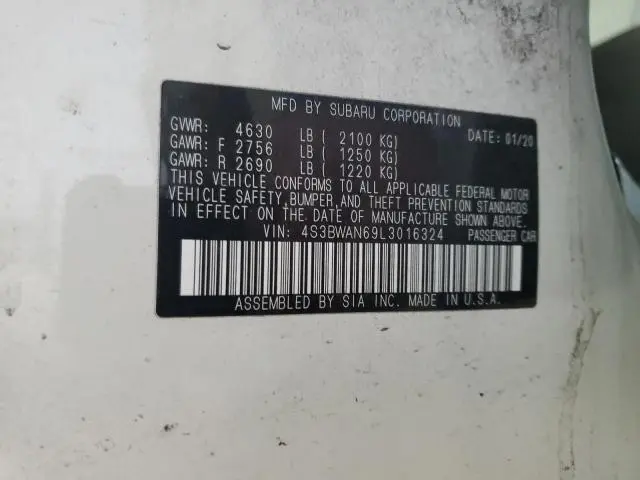 MFD BY SUBARU CORPORATION
GVWR: 4630 LB ( 2100 KG) DATE: 01/20
GAWR: F 2756 LB ( 1250 KG)
GAWR: R 2690 LB ( 1220 KG)
THIS VEHICLE CONFORMS TO ALL APPLICABLE FEDERAL MOTOR
VEHICLE SAFETY, BUMPER, AND THEFT PREVENTION STANDARDS
IN EFFECT ON THE DATE OF MANUFACTURE SHOWN ABOVE.
VIN: 4S3BWAN69L3016324 PASSENGER CAR
ASSEMBLED BY SIA INC. MADE IN U.S.A.